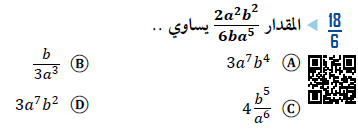 18/6 ◀ المقدار 2a²b²/6ba⁵ يساوي ..
A 3a⁷b⁴ B b/3a³
C 4 b⁵/a⁶ D 3a⁷b²